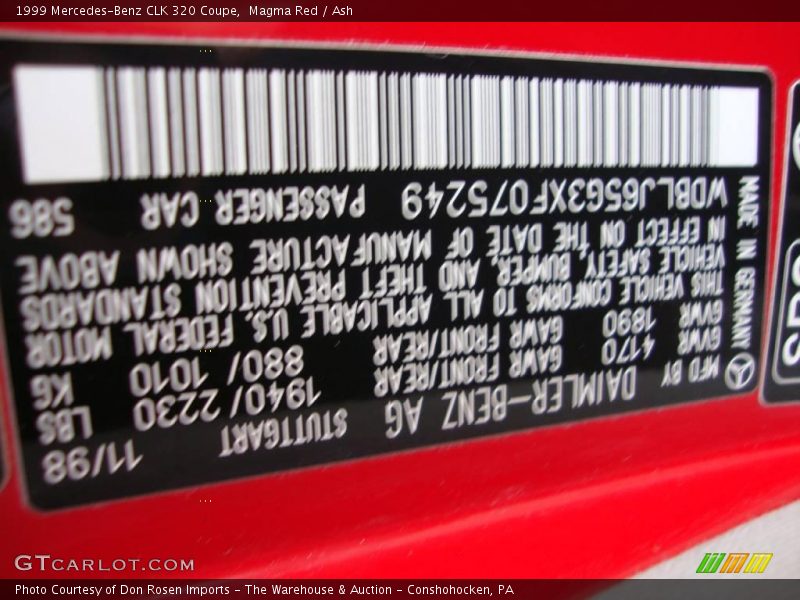 1999 Mercedes-Benz CLK 320 Coupe, Magma Red / Ash
MFD BY DAIMLER-BENZ AG STUTTGART 11/98
GVWR 4170 GAWR FRONT/REAR 1940/ 2230 LBS
GVWR 1890 GAWR FRONT/REAR 880/ 1010 KG
THIS VEHICLE CONFORMS TO ALL APPLICABLE U.S. FEDERAL MOTOR
VEHICLE SAFETY, BUMPER, AND THEFT PREVENTION STANDARDS
IN EFFECT ON THE DATE OF MANUFACTURE SHOWN ABOVE
WDBLJ65G3XF075249 PASSENGER CAR 586
MADE IN GERMANY
GTCARLOT.COM
Photo Courtesy of Don Rosen Imports - The Warehouse & Auction - Conshohocken, PA